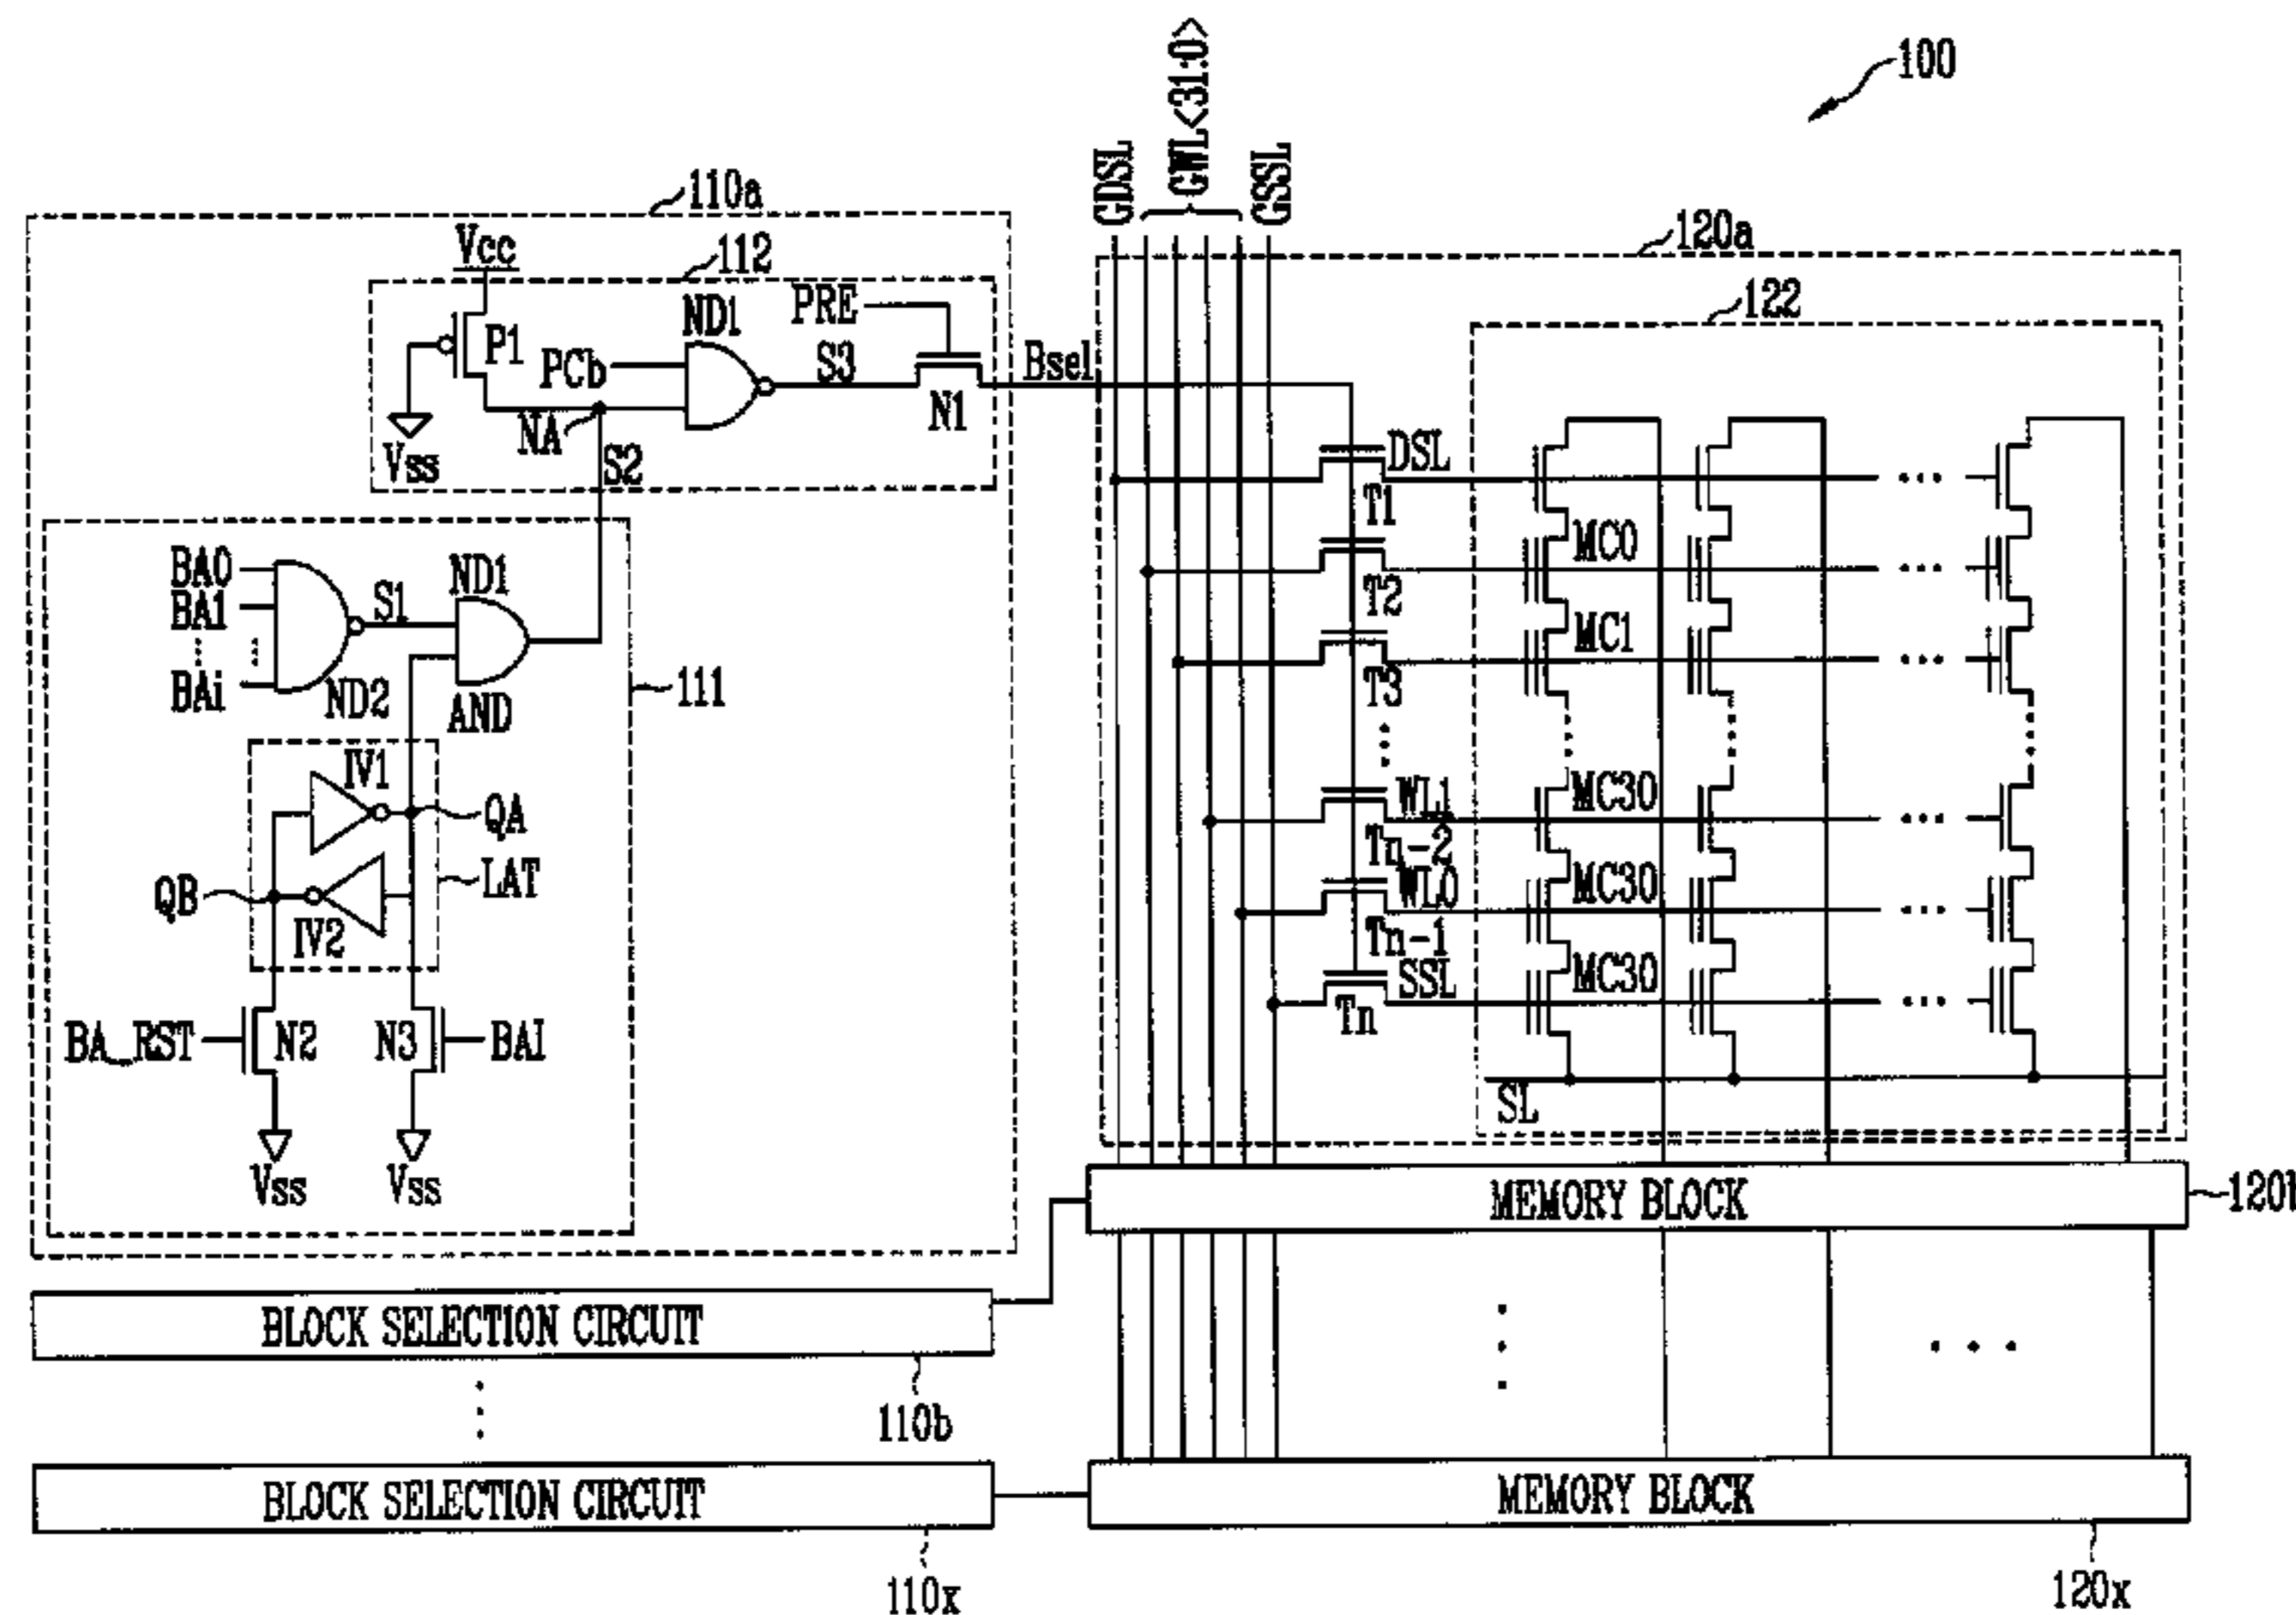 100
GDSL
GWL<31:0>
GSSL
110a
Vcc
112
P1
PCb
ND1
PRE
S3
N1
Bsel
NA
Vss
S2
120a
122
DSL
T1
MC0
T2
MC1
T3
WL1
MC30
Tn-2
WL0
MC30
Tn-1
SSL
MC30
Tn
SL
BA0
BA1
BAi
S1
ND1
ND2
AND
111
IV1
QA
LAT
QB
IV2
BA_RST
N2
N3
BAI
Vss
Vss
MEMORY BLOCK
BLOCK SELECTION CIRCUIT
110b
BLOCK SELECTION CIRCUIT
MEMORY BLOCK
110x
120x